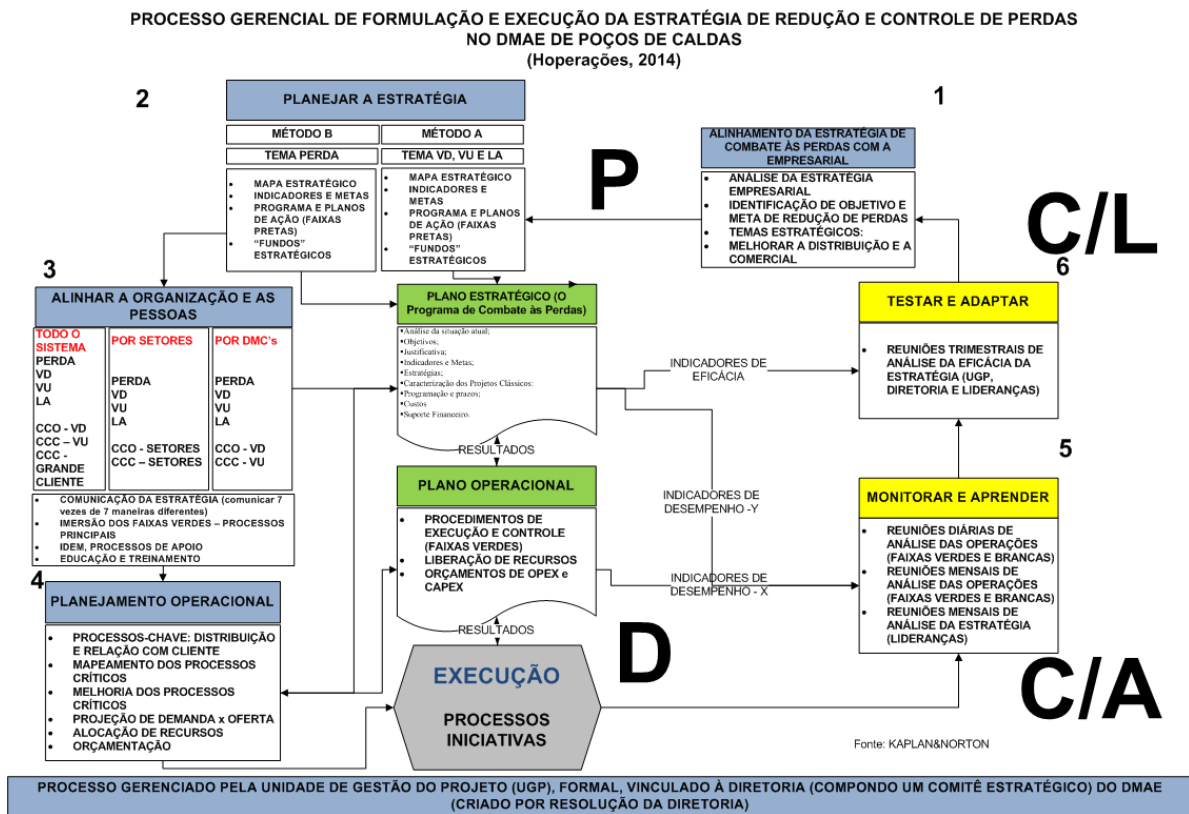 PROCESSO GERENCIAL DE FORMULAÇÃO E EXECUÇÃO DA ESTRATÉGIA DE REDUÇÃO E CONTROLE DE PERDAS
NO DMAE DE POÇOS DE CALDAS
(Hoperações, 2014)
2
PLANEJAR A ESTRATÉGIA
MÉTODO B
MÉTODO A
TEMA PERDA
TEMA VD, VU E LA
• MAPA ESTRATÉGICO
• INDICADORES E METAS
• PROGRAMA E PLANOS
DE AÇÃO (FAIXAS
PRETAS)
• “FUNDOS”
ESTRATÉGICOS
• MAPA ESTRATÉGICO
• INDICADORES E
METAS
• PROGRAMA E PLANOS
DE AÇÃO (FAIXAS
PRETAS)
• “FUNDOS”
ESTRATÉGICOS
P
1
ALINHAMENTO DA ESTRATÉGIA DE
COMBATE ÀS PERDAS COM A
EMPRESARIAL
• ANÁLISE DA ESTRATÉGIA
EMPRESARIAL
• IDENTIFICAÇÃO DE OBJETIVO E
META DE REDUÇÃO DE PERDAS
• TEMAS ESTRATÉGICOS:
• MELHORAR A DISTRIBUIÇÃO E A
COMERCIAL
C/L
3
ALINHAR A ORGANIZAÇÃO E AS
PESSOAS
TODO O
SISTEMA
PERDA
VD
VU
LA
CCO - VD
CCC – VU
CCC -
GRANDE
CLIENTE
POR SETORES
PERDA
VD
VU
LA
CCO - SETORES
CCC – SETORES
POR DMC's
PERDA
VD
VU
LA
CCO - VD
CCC - VU
• COMUNICAÇÃO DA ESTRATÉGIA (comunicar 7
vezes de 7 maneiras diferentes)
• IMERSÃO DOS FAIXAS VERDES – PROCESSOS
PRINCIPAIS
• IDEM, PROCESSOS DE APOIO
• EDUCAÇÃO E TREINAMENTO
PLANO ESTRATÉGICO (O
Programa de Combate às Perdas)
•Análise da situação atual;
•Objetivos;
•Justificativa;
•Indicadores e Metas;
•Estratégias;
•Caracterização dos Projetos Clássicos:
•Programação e prazos;
•Custos
•Suporte Financeiro.
INDICADORES DE
EFICÁCIA
6
TESTAR E ADAPTAR
• REUNIÕES TRIMESTRAIS DE
ANÁLISE DA EFICÁCIA DA
ESTRATÉGIA (UGP,
DIRETORIA E LIDERANÇAS)
RESULTADOS
PLANO OPERACIONAL
• PROCEDIMENTOS DE
EXECUÇÃO E CONTROLE
(FAIXAS VERDES)
• LIBERAÇÃO DE RECURSOS
• ORÇAMENTOS DE OPEX e
CAPEX
INDICADORES DE
DESEMPENHO -Y
INDICADORES DE
DESEMPENHO - X
5
MONITORAR E APRENDER
• REUNIÕES DIÁRIAS DE
ANÁLISE DAS OPERAÇÕES
(FAIXAS VERDES E BRANCAS)
• REUNIÕES MENSAIS DE
ANÁLISE DAS OPERAÇÕES
(FAIXAS VERDES E BRANCAS)
• REUNIÕES MENSAIS DE
ANÁLISE DA ESTRATÉGIA
(LIDERANÇAS)
4
PLANEJAMENTO OPERACIONAL
• PROCESSOS-CHAVE: DISTRIBUIÇÃO
E RELAÇÃO COM CLIENTE
• MAPEAMENTO DOS PROCESSOS
CRÍTICOS
• MELHORIA DOS PROCESSOS
CRÍTICOS
• PROJEÇÃO DE DEMANDA x OFERTA
• ALOCAÇÃO DE RECURSOS
• ORÇAMENTAÇÃO
RESULTADOS
D
EXECUÇÃO
PROCESSOS
INICIATIVAS
C/A
Fonte: KAPLAN&NORTON
PROCESSO GERENCIADO PELA UNIDADE DE GESTÃO DO PROJETO (UGP), FORMAL, VINCULADO À DIRETORIA (COMPONDO UM COMITÊ ESTRATÉGICO) DO DMAE
(CRIADO POR RESOLUÇÃO DA DIRETORIA)